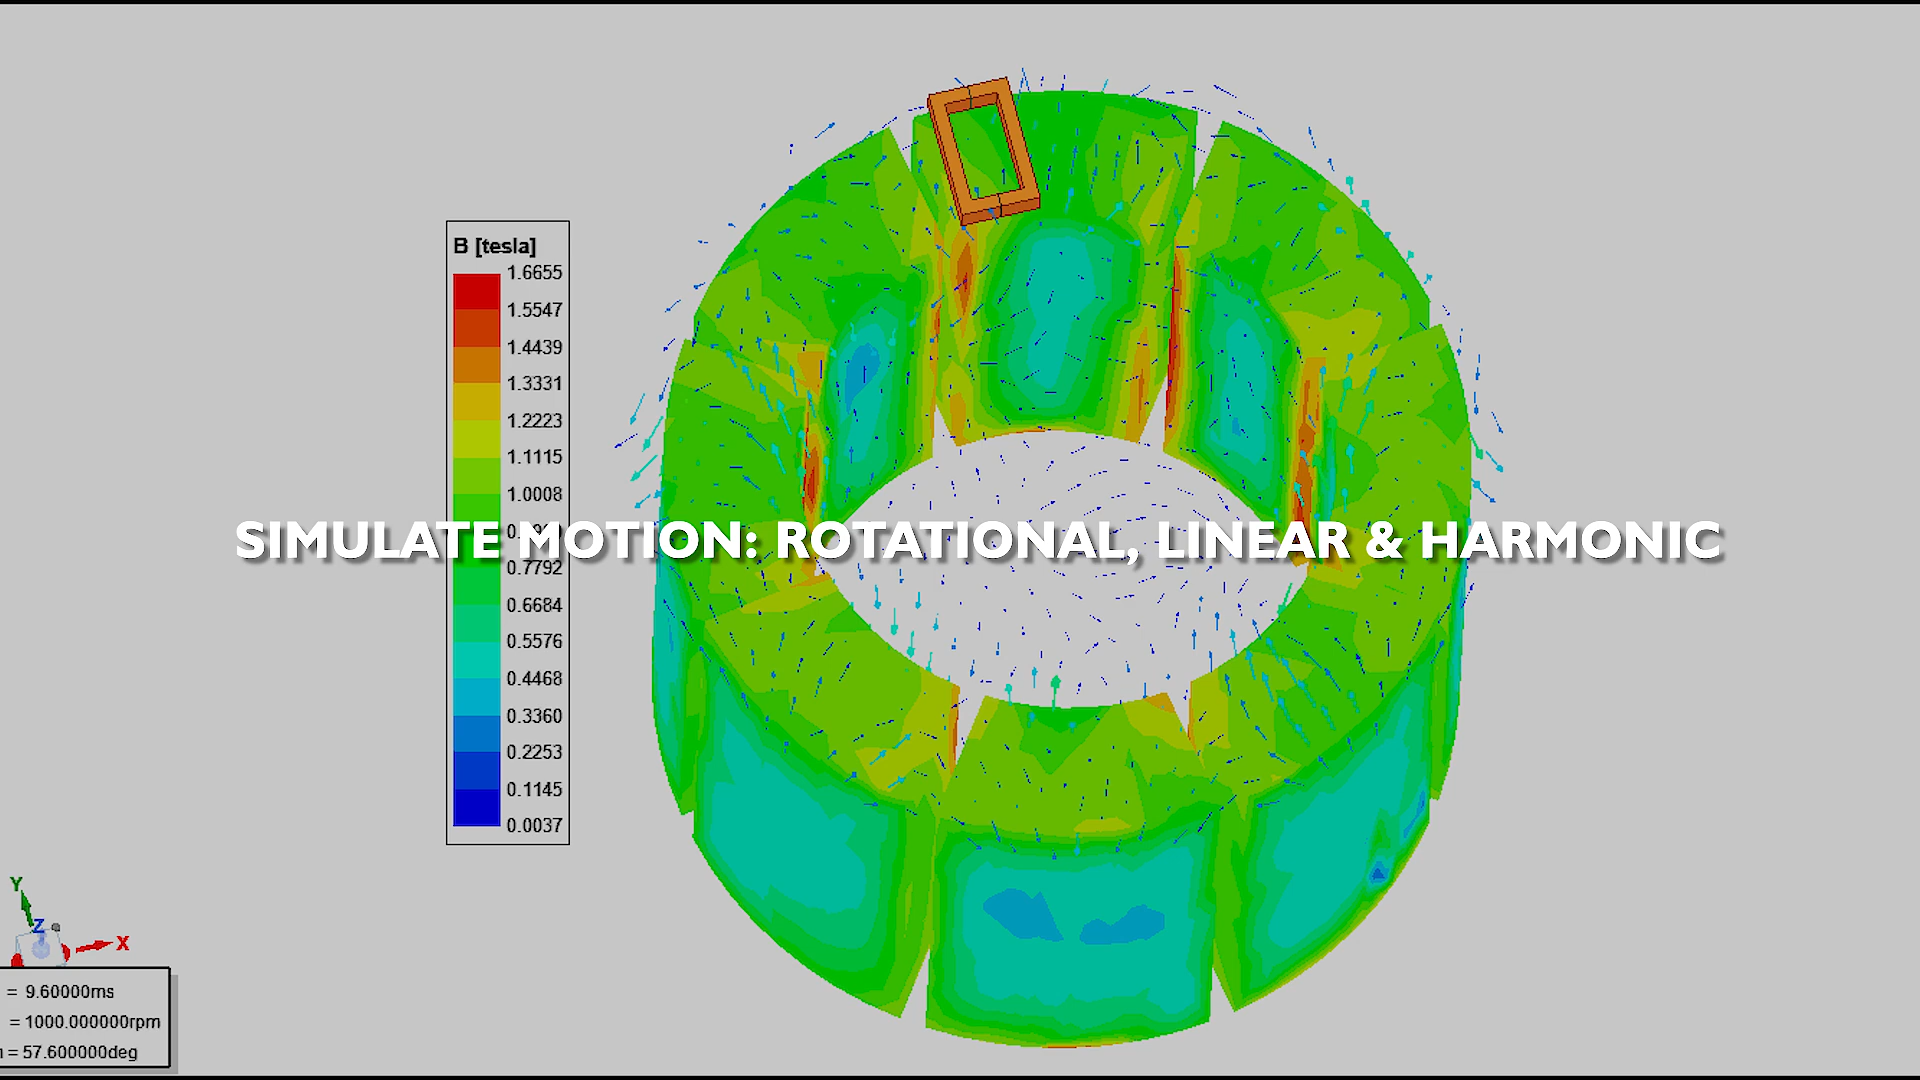 B [tesla]
1.6655
1.5547
1.4439
1.3331
1.2223
1.1115
1.0008
SIMULATE MOTION: ROTATIONAL, LINEAR & HARMONIC
0.7792
0.6684
0.5576
0.4468
0.3360
0.2253
0.1145
0.0037
Y
Z
X
= 9.60000ms
= 1000.000000rpm
= 57.600000deg